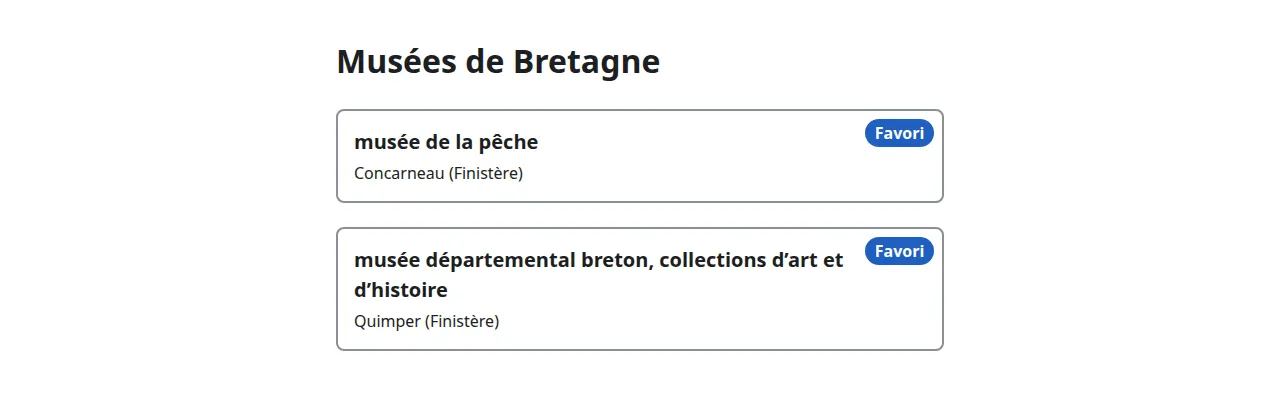 Musées de Bretagne
musée de la pêche
Favori
Concarneau (Finistère)
musée départemental breton, collections d’art et
d’histoire
Favori
Quimper (Finistère)